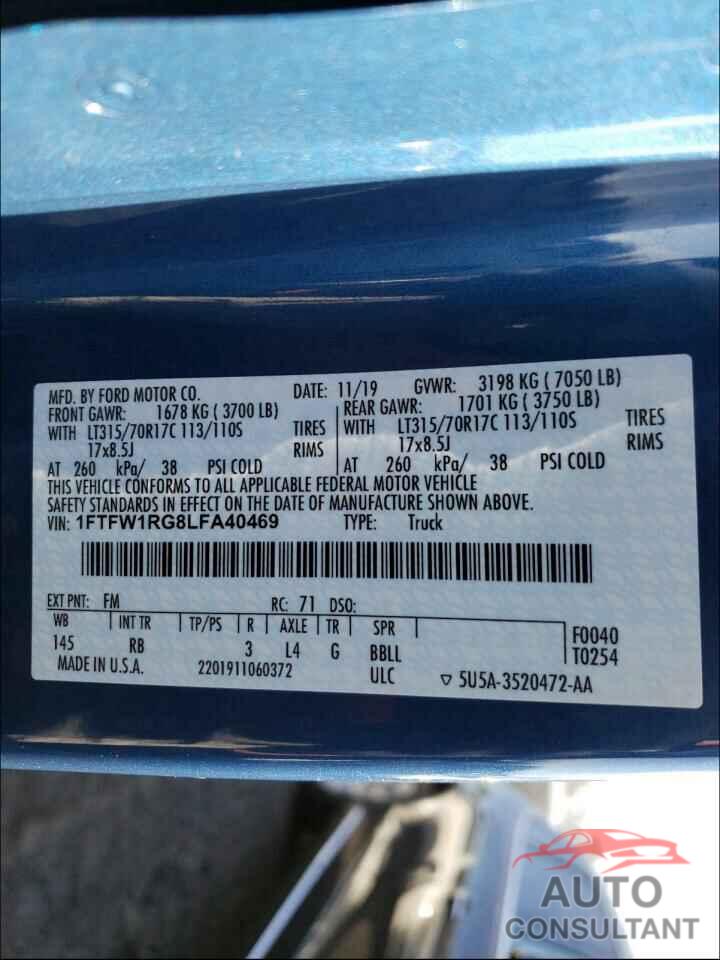 MFD. BY FORD MOTOR CO. DATE: 11/19 GVWR: 3198 KG ( 7050 LB)
FRONT GAWR: 1678 KG ( 3700 LB) REAR GAWR: 1701 KG ( 3750 LB)
WITH LT315/70R17C 113/110S TIRES WITH LT315/70R17C 113/110S TIRES
17x8.5J RIMS 17x8.5J RIMS
AT 260 kPa/ 38 PSI COLD AT 260 kPa/ 38 PSI COLD
THIS VEHICLE CONFORMS TO ALL APPLICABLE FEDERAL MOTOR VEHICLE
SAFETY STANDARDS IN EFFECT ON THE DATE OF MANUFACTURE SHOWN ABOVE.
VIN: 1FTFW1RG8LFA40469 TYPE: Truck
EXT PNT: FM RC: 71 DSO:
WB INT TR TP/PS R AXLE TR SPR
145 RB 3 L4 G BBLL F0040
MADE IN U.S.A. 2201911060372 ULC T0254
▽ 5U5A-3520472-AA
AUTO
CONSULTANT